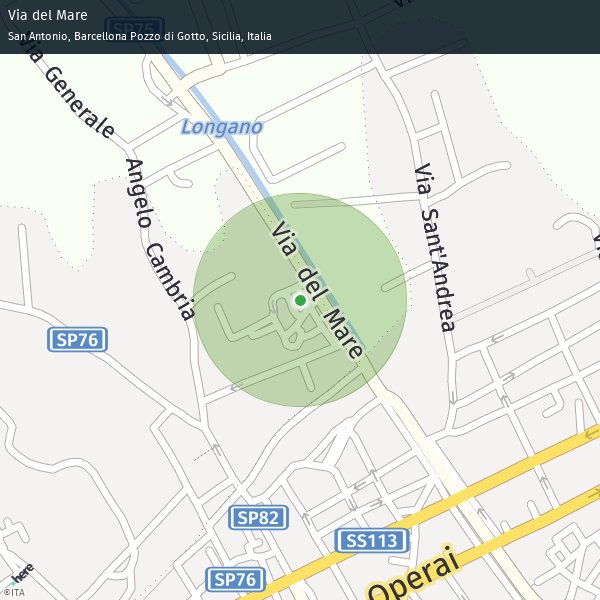 Via del Mare
San Antonio, Barcellona Pozzo di Gotto, Sicilia, Italia
SP75
Via Generale Angelo Cambria
Longano
Via Sant'Andrea
Via del Mare
SP76
SP82
SS113
SP76
Operai
here
©ITA